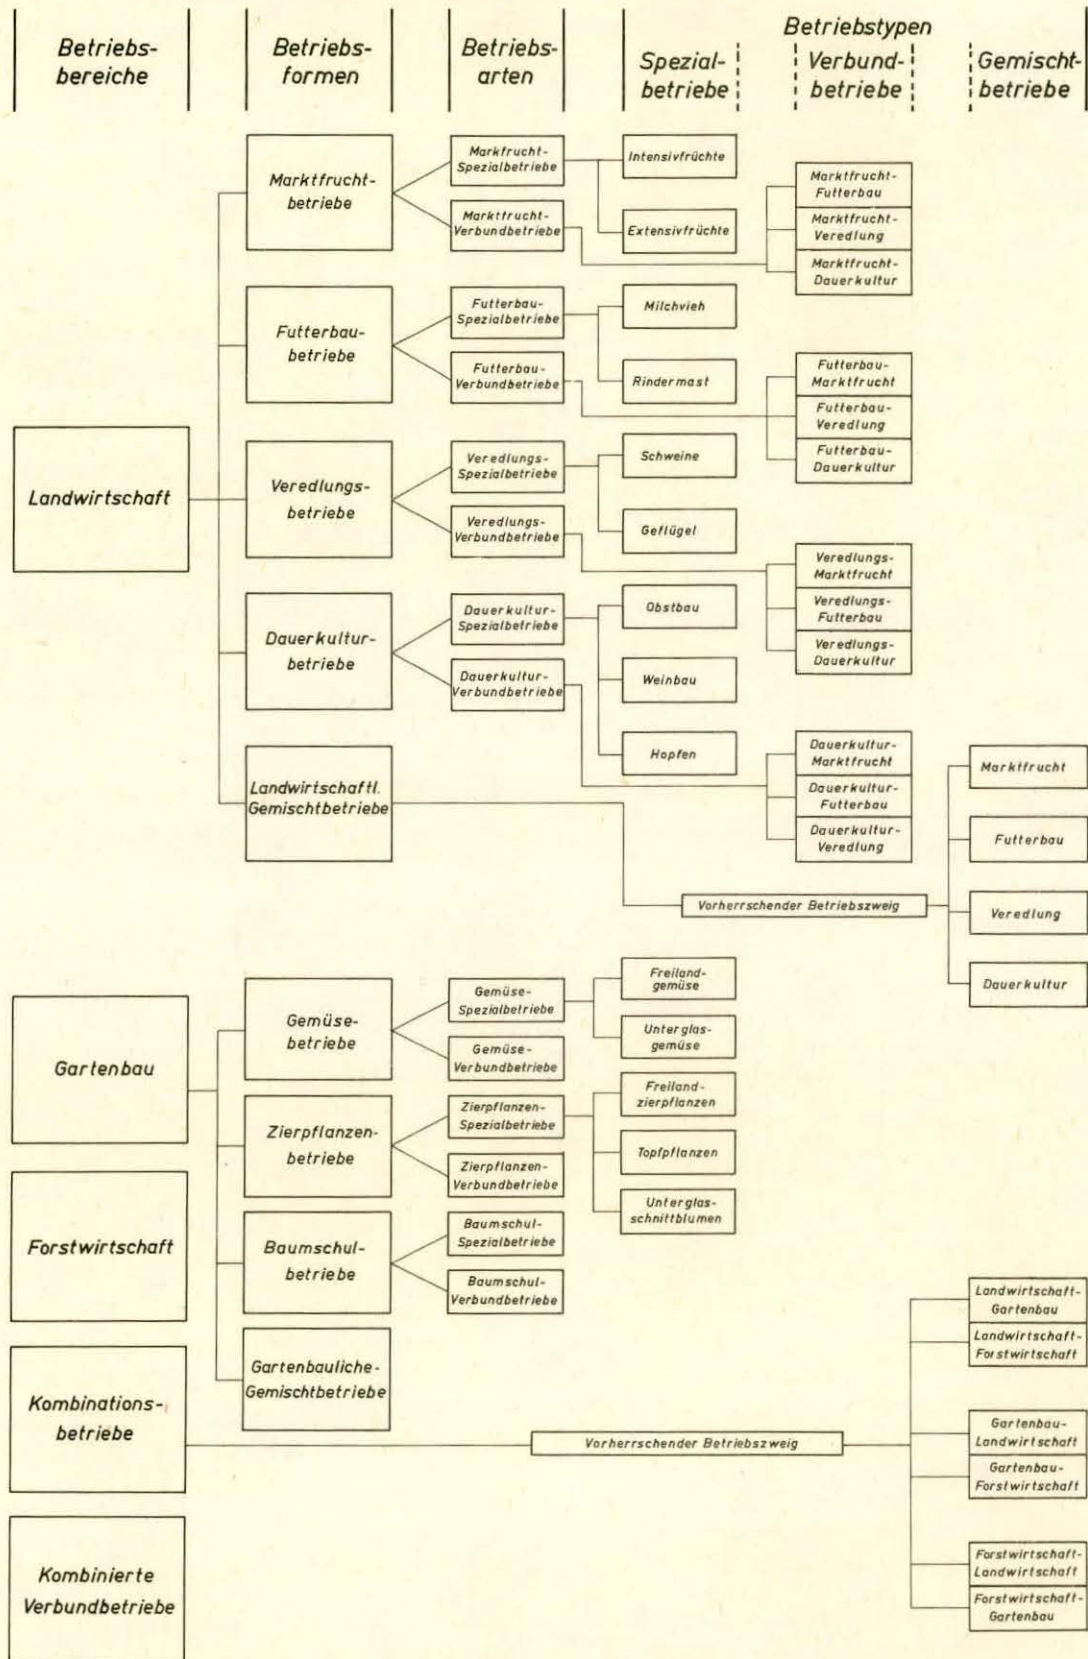 Betriebs-
bereiche
Betriebs-
formen
Betriebs-
arten
Betriebstypen
Spezial-
betriebe
Verbund-
betriebe
Gemischt-
betriebe
Landwirtschaft
Marktfrucht-
betriebe
Markfrucht-
Spezialbetriebe
Intensivfrüchte
Extensivfrüchte
Marktfrucht-
Verbundbetriebe
Marktfrucht-
Futterbau
Marktfrucht-
Veredlung
Marktfrucht-
Dauerkultur
Futterbau-
betriebe
Futterbau-
Spezialbetriebe
Milchvieh
Rindermast
Futterbau-
Verbundbetriebe
Futterbau-
Marktfrucht
Futterbau-
Veredlung
Futterbau-
Dauerkultur
Veredlungs-
betriebe
Veredlungs-
Spezialbetriebe
Schweine
Geflügel
Veredlungs-
Verbundbetriebe
Veredlungs-
Marktfrucht
Veredlungs-
Futterbau
Veredlungs-
Dauerkultur
Dauerkultur-
betriebe
Dauerkultur-
Spezialbetriebe
Obstbau
Weinbau
Hopfen
Dauerkultur-
Verbundbetriebe
Dauerkultur-
Marktfrucht
Dauerkultur-
Futterbau
Dauerkultur-
Veredlung
Landwirtschaftl.
Gemischtbetriebe
Vorherrschender Betriebszweig
Marktfrucht
Futterbau
Veredlung
Dauerkultur
Gartenbau
Gemüse-
betriebe
Gemüse-
Spezialbetriebe
Freiland-
gemüse
Unterglas-
gemüse
Gemüse-
Verbundbetriebe
Zierpflanzen-
betriebe
Zierpflanzen-
Spezialbetriebe
Freiland-
zierpflanzen
Topfpflanzen
Unterglas-
schnittblumen
Zierpflanzen-
Verbundbetriebe
Baumschul-
betriebe
Baumschul-
Spezialbetriebe
Baumschul-
Verbundbetriebe
Gartenbauliche-
Gemischtbetriebe
Forstwirtschaft
Kombinations-
betriebe
Vorherrschender Betriebszweig
Landwirtschaft-
Gartenbau
Landwirtschaft-
Forstwirtschaft
Gartenbau-
Landwirtschaft
Gartenbau-
Forstwirtschaft
Forstwirtschaft-
Landwirtschaft
Forstwirtschaft-
Gartenbau
Kombinierte
Verbundbetriebe